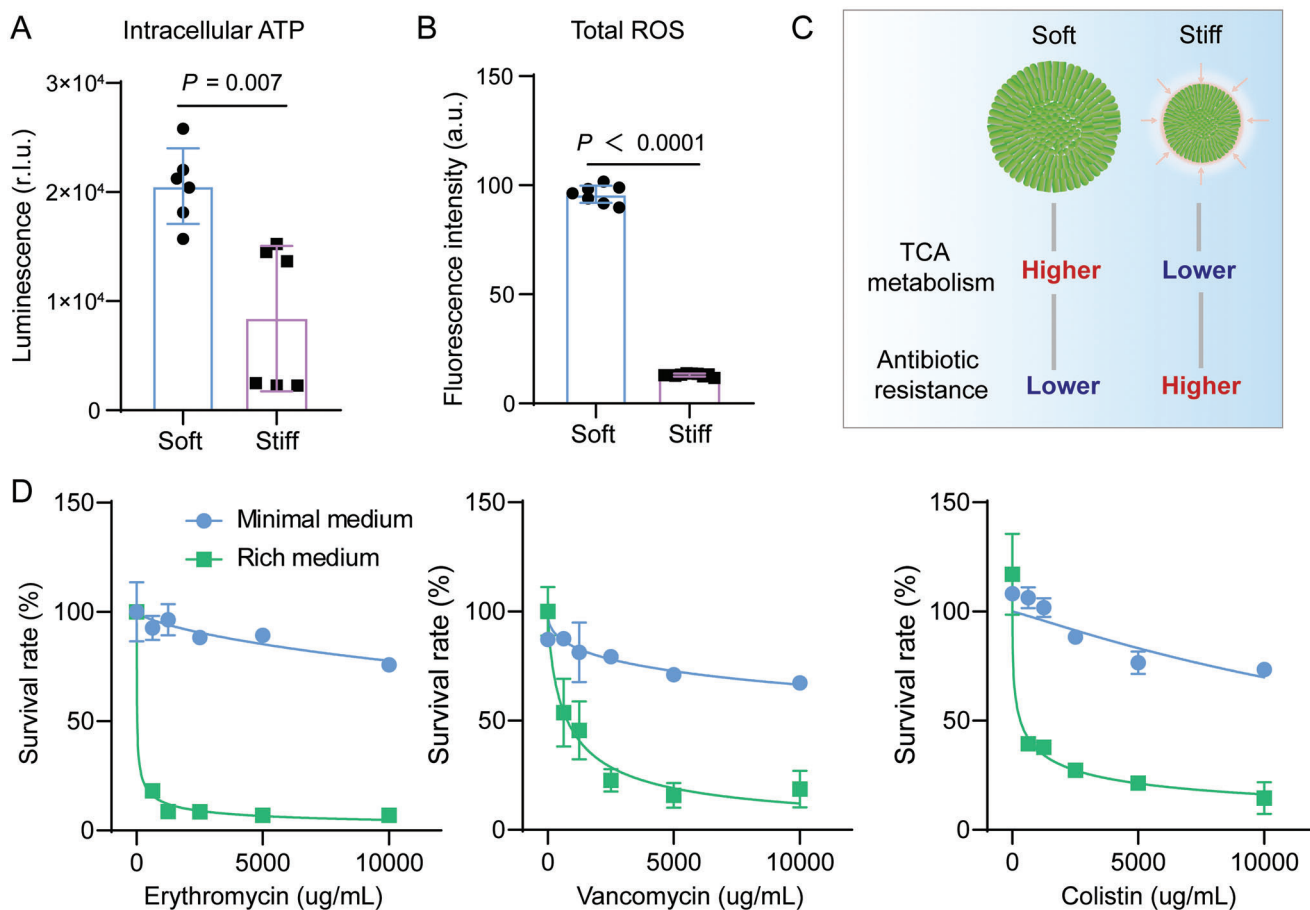 A
Intracellular ATP
P = 0.007
Luminescence (r.l.u.)
3×10⁴
2×10⁴
1×10⁴
0
Soft
Stiff
B
Total ROS
P < 0.0001
Fluorescence intensity (a.u.)
150
100
50
0
Soft
Stiff
C
Soft
Stiff
TCA
metabolism
Higher
Lower
Antibiotic
resistance
Lower
Higher
D
Minimal medium
Rich medium
Survival rate (%)
150
100
50
0
0
5000
10000
Erythromycin (ug/mL)
Survival rate (%)
150
100
50
0
0
5000
10000
Vancomycin (ug/mL)
Survival rate (%)
150
100
50
0
0
5000
10000
Colistin (ug/mL)